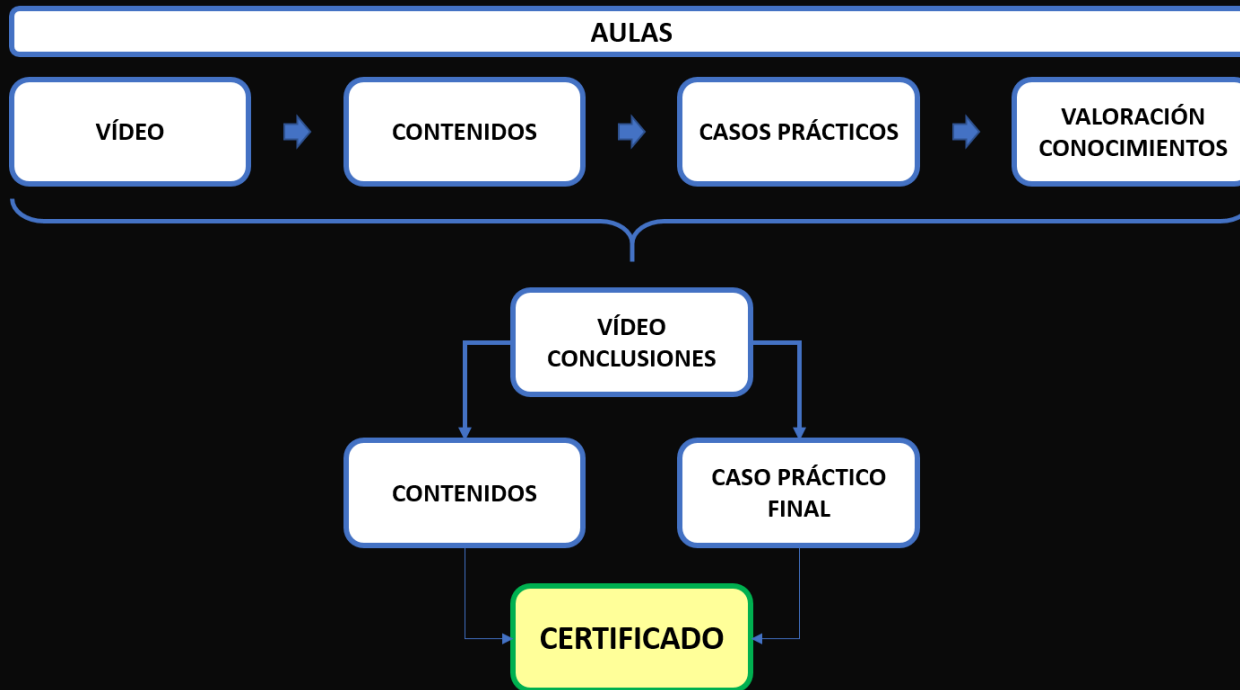 AULAS
VÍDEO
CONTENIDOS
CASOS PRÁCTICOS
VALORACIÓN
CONOCIMIENTOS
VÍDEO
CONCLUSIONES
CONTENIDOS
CASO PRÁCTICO
FINAL
CERTIFICADO